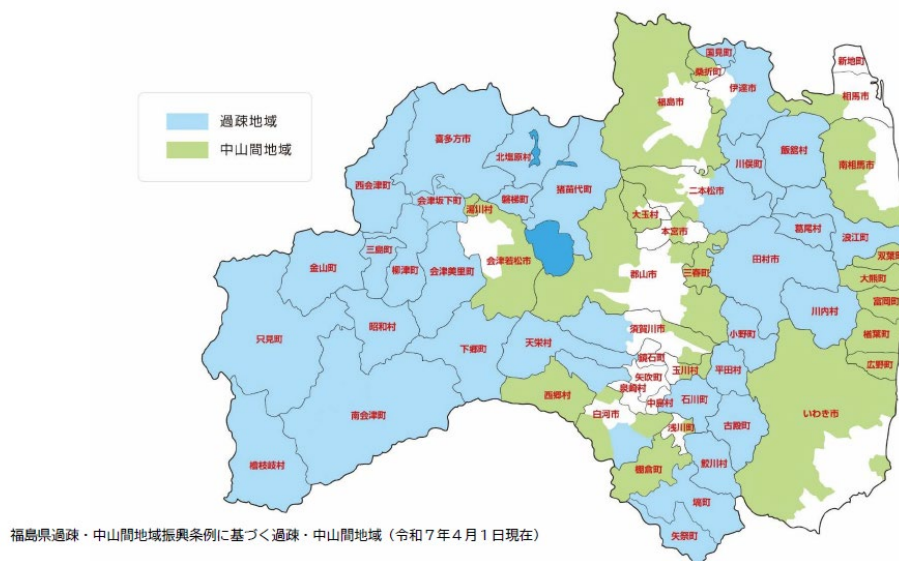 過疎地域
中山間地域
国見町
桑折町
新地町
伊達市
相馬市
福島市
喜多方市
北塩原村
川俣町
飯舘村
南相馬市
西会津町
猪苗代町
二本松市
会津坂下町
磐梯町
湯川村
大玉村
本宮市
葛尾村
浪江町
三島町
双葉町
金山町
柳津町
会津美里町
会津若松市
郡山市
三春町
田村市
大熊町
富岡町
昭和村
川内村
只見町
下郷町
天栄村
須賀川市
小野町
楢葉町
鏡石町
玉川村
平田村
広野町
矢吹町
泉崎村
西郷村
中島村
石川町
南会津町
白河市
浅川町
古殿町
いわき市
檜枝岐村
棚倉町
鮫川村
塙町
矢祭町
福島県過疎・中山間地域振興条例に基づく過疎・中山間地域（令和７年４月１日現在）